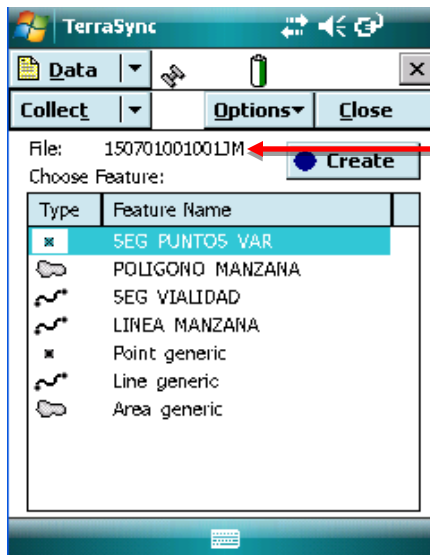 TerraSync
Data
Collect Options Close
File: 150701001001JM
Create
Choose Feature:
Type Feature Name
SEG PUNTOS VAR
POLIGONO MANZANA
SEG VIALIDAD
LINEA MANZANA
Point generic
Line generic
Area generic